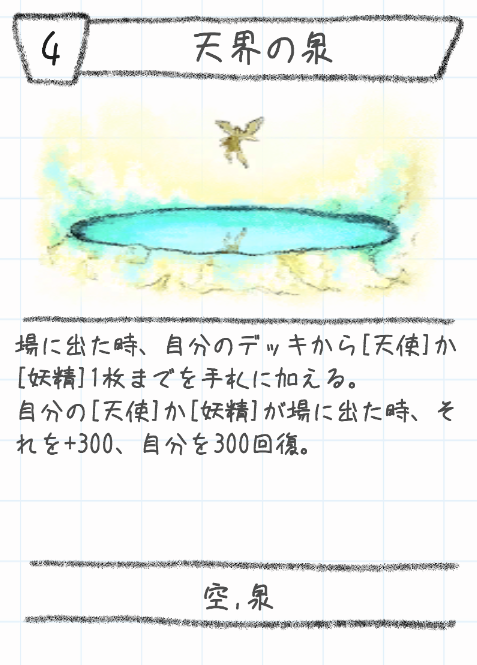 4
天界の泉
場に出た時、自分のデッキから[天使]か
[妖精]1枚までを手札に加える。
自分の[天使]か[妖精]が場に出た時、そ
れを+300、自分を300回復。
空,泉